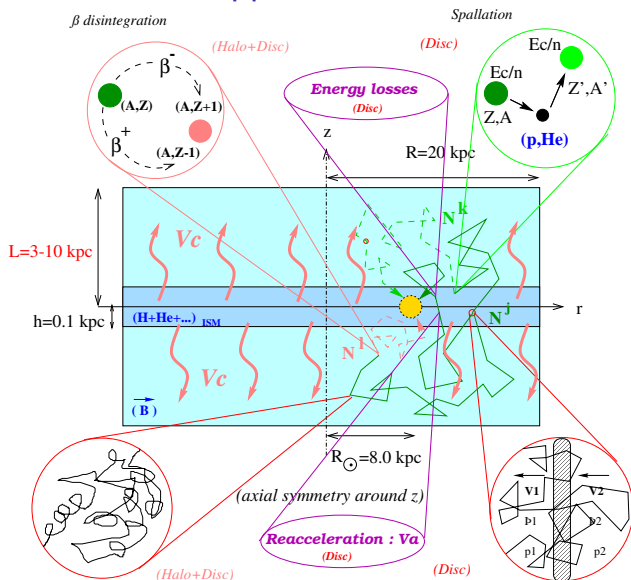 β disintegration
Spallation
(Halo+Disc)
(Disc)
β-
(A,Z)
(A,Z+1)
β+
(A,Z-1)
Energy losses
(Disc)
Ec/n
Ec/n
Z',A'
Z,A
(p,He)
z
R=20 kpc
L=3-10 kpc
Vc
N k
h=0.1 kpc
(H+He+...) ISM
r
N j
N l
Vc
( B )
R⊙=8.0 kpc
(axial symmetry around z)
V1
V2
Þ1
Þ2
p1
p2
Reacceleration : Va
(Disc)
(Halo+Disc)
(Disc)